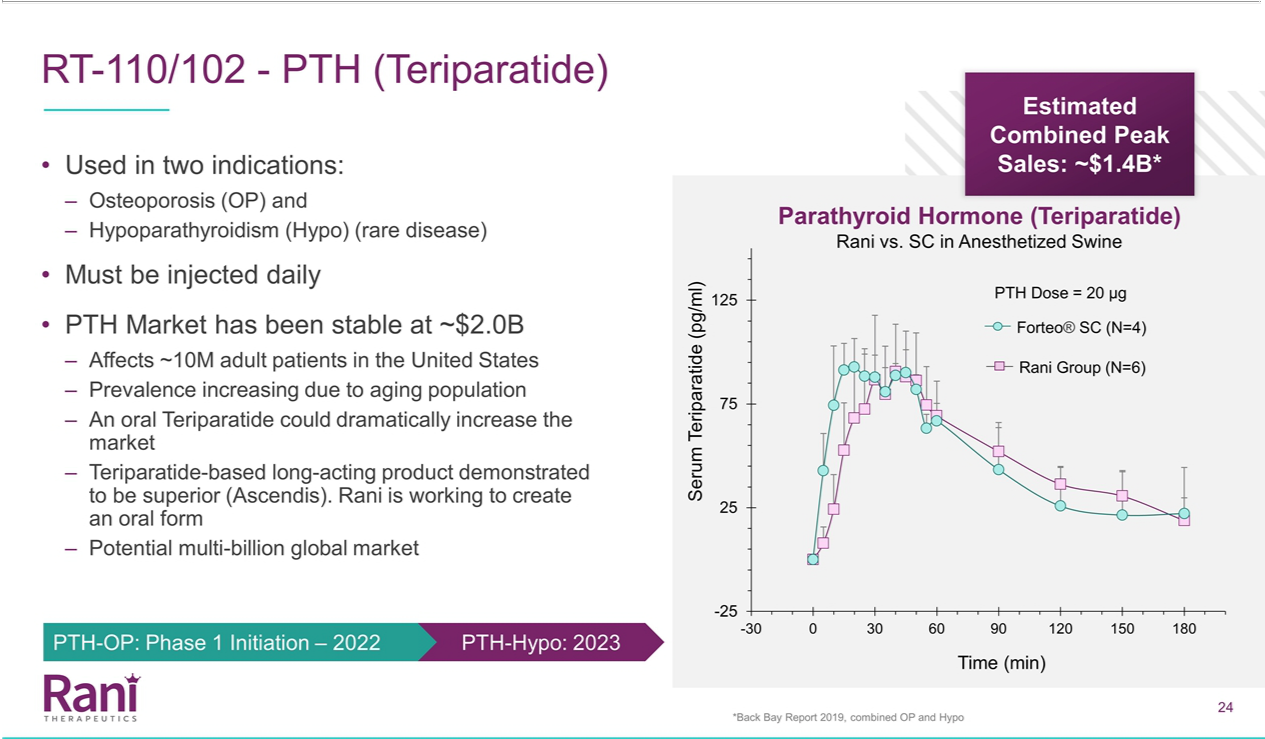 RT-110/102 - PTH (Teriparatide)
• Used in two indications:
– Osteoporosis (OP) and
– Hypoparathyroidism (Hypo) (rare disease)
• Must be injected daily
• PTH Market has been stable at ~$2.0B
– Affects ~10M adult patients in the United States
– Prevalence increasing due to aging population
– An oral Teriparatide could dramatically increase the
market
– Teriparatide-based long-acting product demonstrated
to be superior (Ascendis). Rani is working to create
an oral form
– Potential multi-billion global market
PTH-OP: Phase 1 Initiation – 2022
PTH-Hypo: 2023
Estimated
Combined Peak
Sales: ~$1.4B*
Parathyroid Hormone (Teriparatide)
Rani vs. SC in Anesthetized Swine
PTH Dose = 20 µg
Forteo® SC (N=4)
Rani Group (N=6)
Serum Teriparatide (pg/ml)
125
75
25
-25
-30 0 30 60 90 120 150 180
Time (min)
Rani
THERAPEUTICS
*Back Bay Report 2019, combined OP and Hypo
24